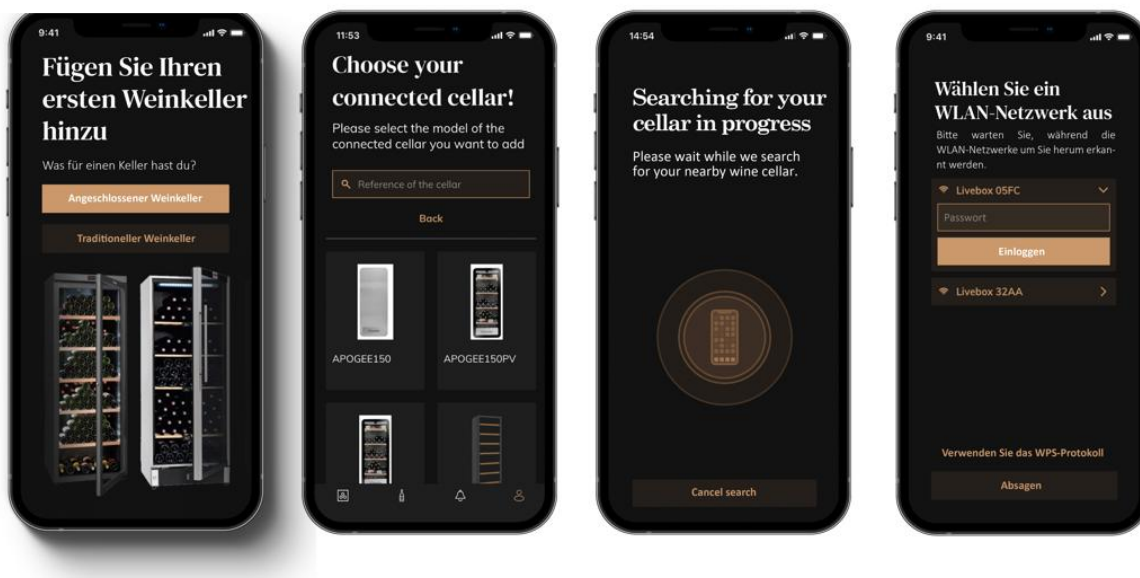 9:41
Fügen Sie Ihren
ersten Weinkeller
hinzu
Was für einen Keller hast du?
Angeschlossener Weinkeller
Traditioneller Weinkeller
11:53
Choose your
connected cellar!
Please select the model of the
connected cellar you want to add
Reference of the cellar
Back
APOGEE150
APOGEE150PV
14:54
Searching for your
cellar in progress
Please wait while we search
for your nearby wine cellar.
Cancel search
9:41
Wählen Sie ein
WLAN-Netzwerk aus
Bitte warten Sie, während die
WLAN-Netzwerke um Sie herum erkan-
nt werden.
Livebox 05FC
Passwort
Einloggen
Livebox 32AA
Verwenden Sie das WPS-Protokoll
Absagen